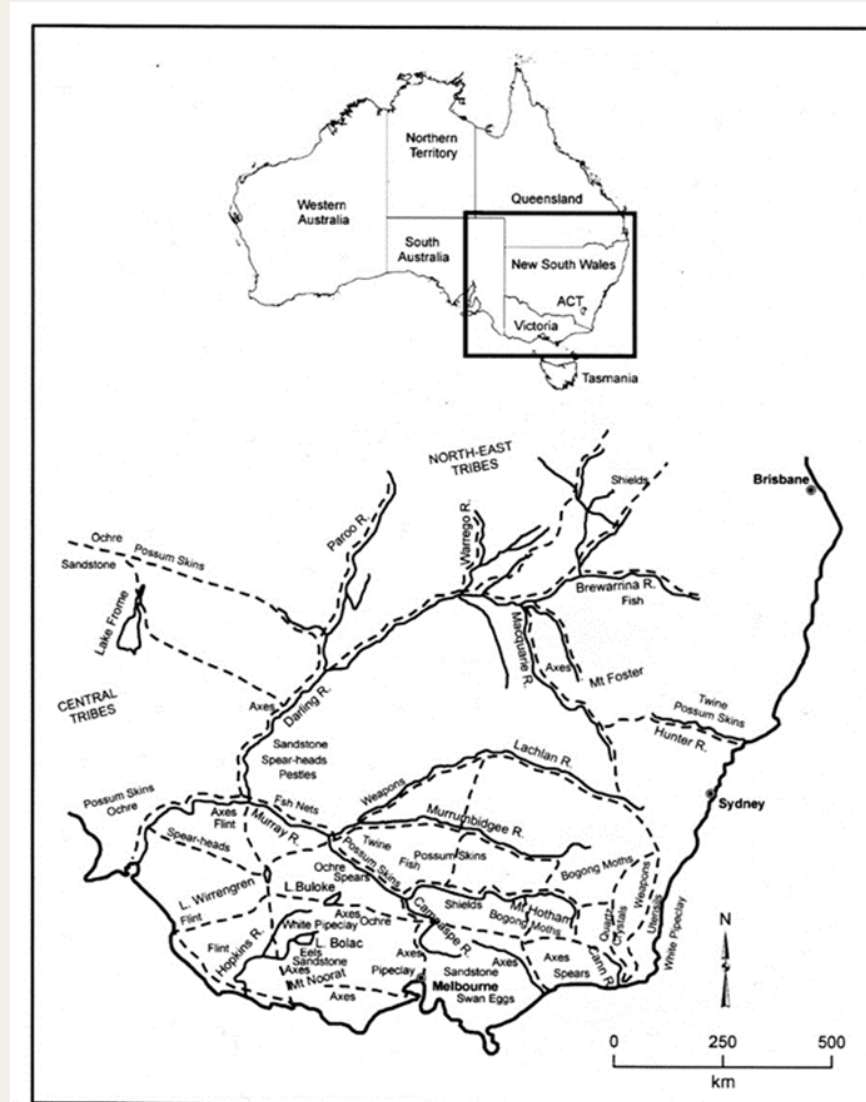 Northern
Territory
Western
Australia
Queensland
South
Australia
New South Wales
ACT
Victoria
Tasmania
NORTH-EAST
TRIBES
Brisbane
Shields
Paroo R.
Warrego R.
Ochre
Possum Skins
Sandstone
Lake Frome
Brewarrina R.
Fish
Macquarie R.
Axes
Mt Foster
CENTRAL
TRIBES
Axes
Darling R.
Twine
Possum Skins
Hunter R.
Sandstone
Spear-heads
Pestles
Lachlan R.
Weapons
Sydney
Possum Skins
Ochre
Fsh Nets
Axes
Flint
Murray R.
Murrumbidgee R.
Spear-heads
Twine
Fish
Possum Skins
Possum Skins
Bogong Moths
Ochre
Spears
L. Wirrengren
Flint
L.Buloke
Shields
Mt Hotham
Bogong Moths
Quartz
Crystals
Weapons
Utenals
White Pipeclay
Axes
Ochre
White Pipeclay
Campaspe R.
Hopkins R.
Flint
L. Bolac
Eels
Sandstone
Axes
Mt Noorat
Axes
Pipeclay
Axes
Melbourne
Sandstone
Swan Eggs
Axes
Axes
Spears
Cann R.
N
0 250 500
km